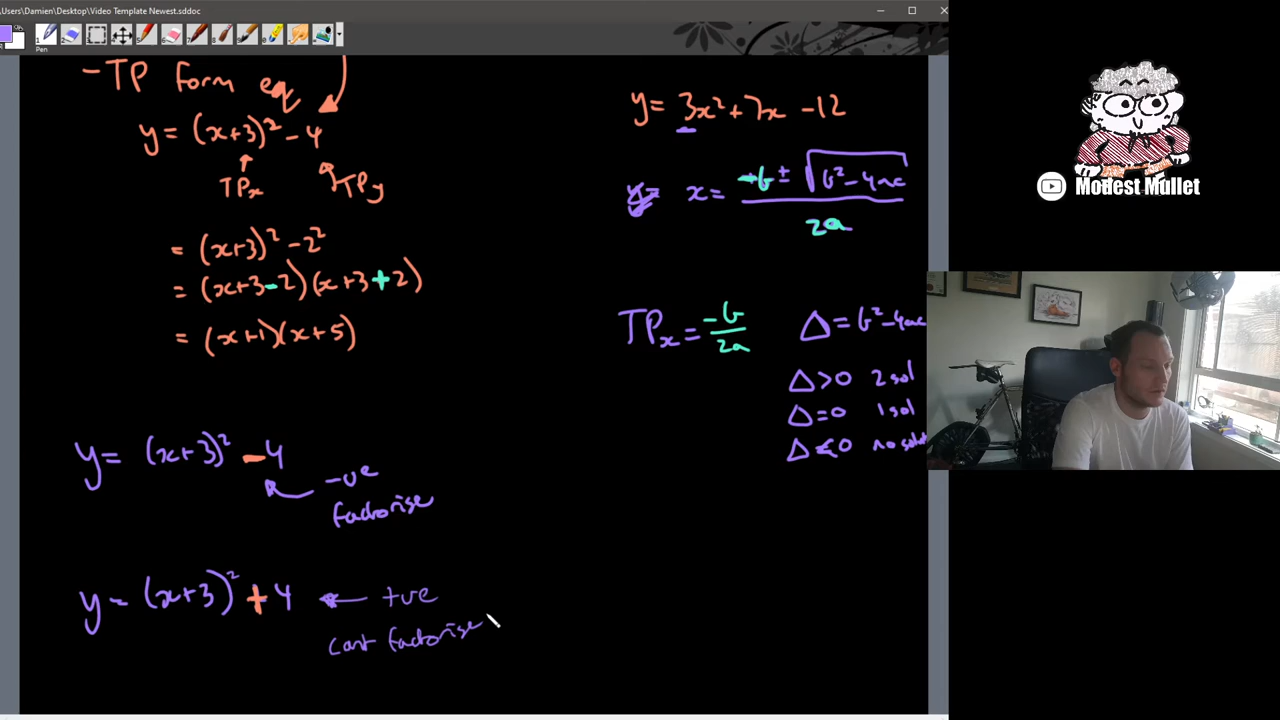 Users\Damien\Desktop\Video Template Newest.sddoc
Pen
- TP form eq
y = (x+3)² - 4
TPx
TPy
= (x+3)² - 2²
= (x+3-2)(x+3+2)
= (x+1)(x+5)
y = (x+3)² - 4
-ve
factorise
y = (x+3)² + 4
+ve
cant factorise
y = 3x² + 7x - 12
x = -b ± √b² - 4ac
2a
TPx = -b
2a
Δ = b² - 4ac
Δ > 0 2 sol
Δ = 0 1 sol
Δ < 0 no
Modest Mullet